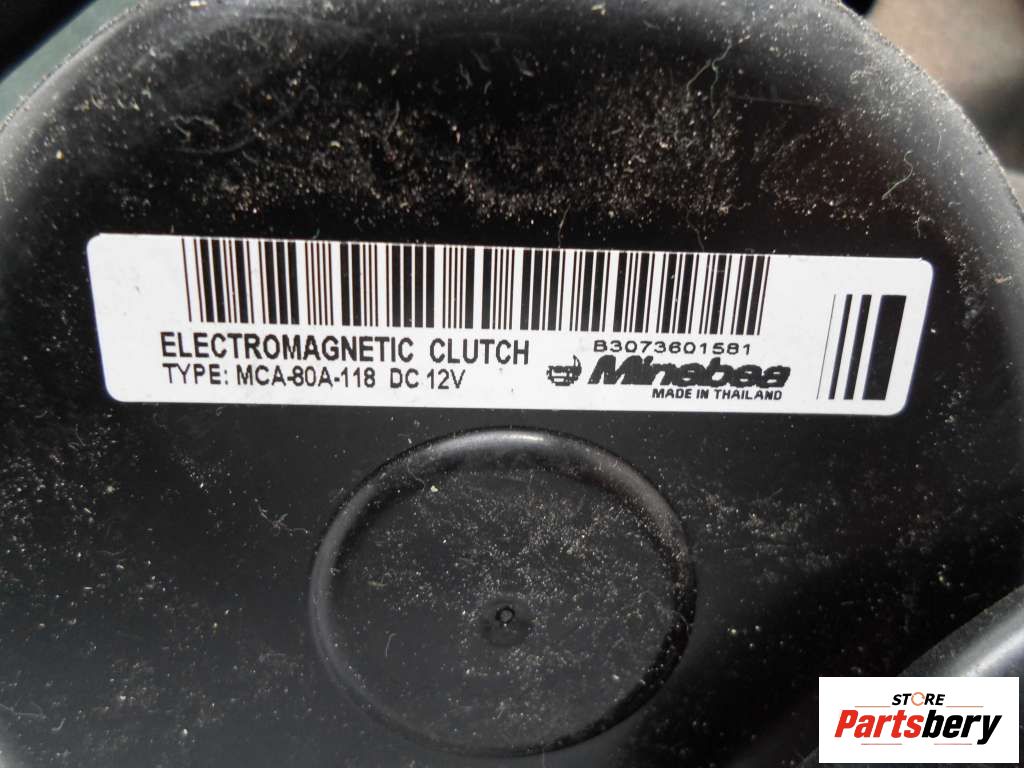 B3073601581
ELECTROMAGNETIC CLUTCH
TYPE: MCA-80A-118 DC 12V
Minebea
MADE IN THAILAND
STORE
Partsbery